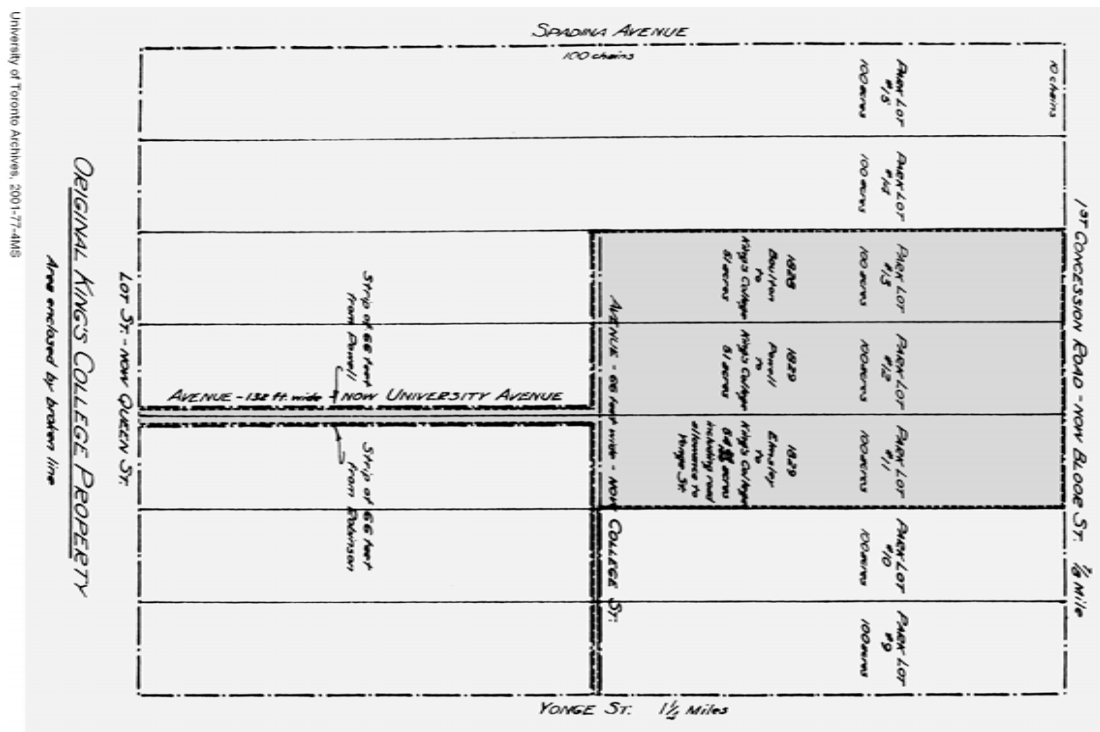 University of Toronto Archives, 2001-77-4MS
SPADINA AVENUE
100 chains
10 chains
PARK LOT
#15
100 acres
PARK LOT
#14
100 acres
PARK LOT
#13
100 acres
PARK LOT
#12
100 acres
PARK LOT
#11
100 acres
PARK LOT
#10
100 acres
PARK LOT
#9
100 acres
1ST CONCESSION ROAD - NOW BLOOR ST. 7/8 Mile
1828
Boulton
to
King's College
51 acres
1829
Powell
to
King's College
51 acres
1829
Elmsley
to
King's College
acres
including road
allowance to
Yonge St.
AVENUE - 66 feet wide - NOW COLLEGE ST.
Strip of 66 feet
from Powell
AVENUE - 132 ft. wide - NOW UNIVERSITY AVENUE
Strip of 66 feet
from Robinson
LOT ST. - NOW QUEEN ST.
ORIGINAL KING'S COLLEGE PROPERTY
Area enclosed by broken line
YONGE ST. 1 1/4 Miles